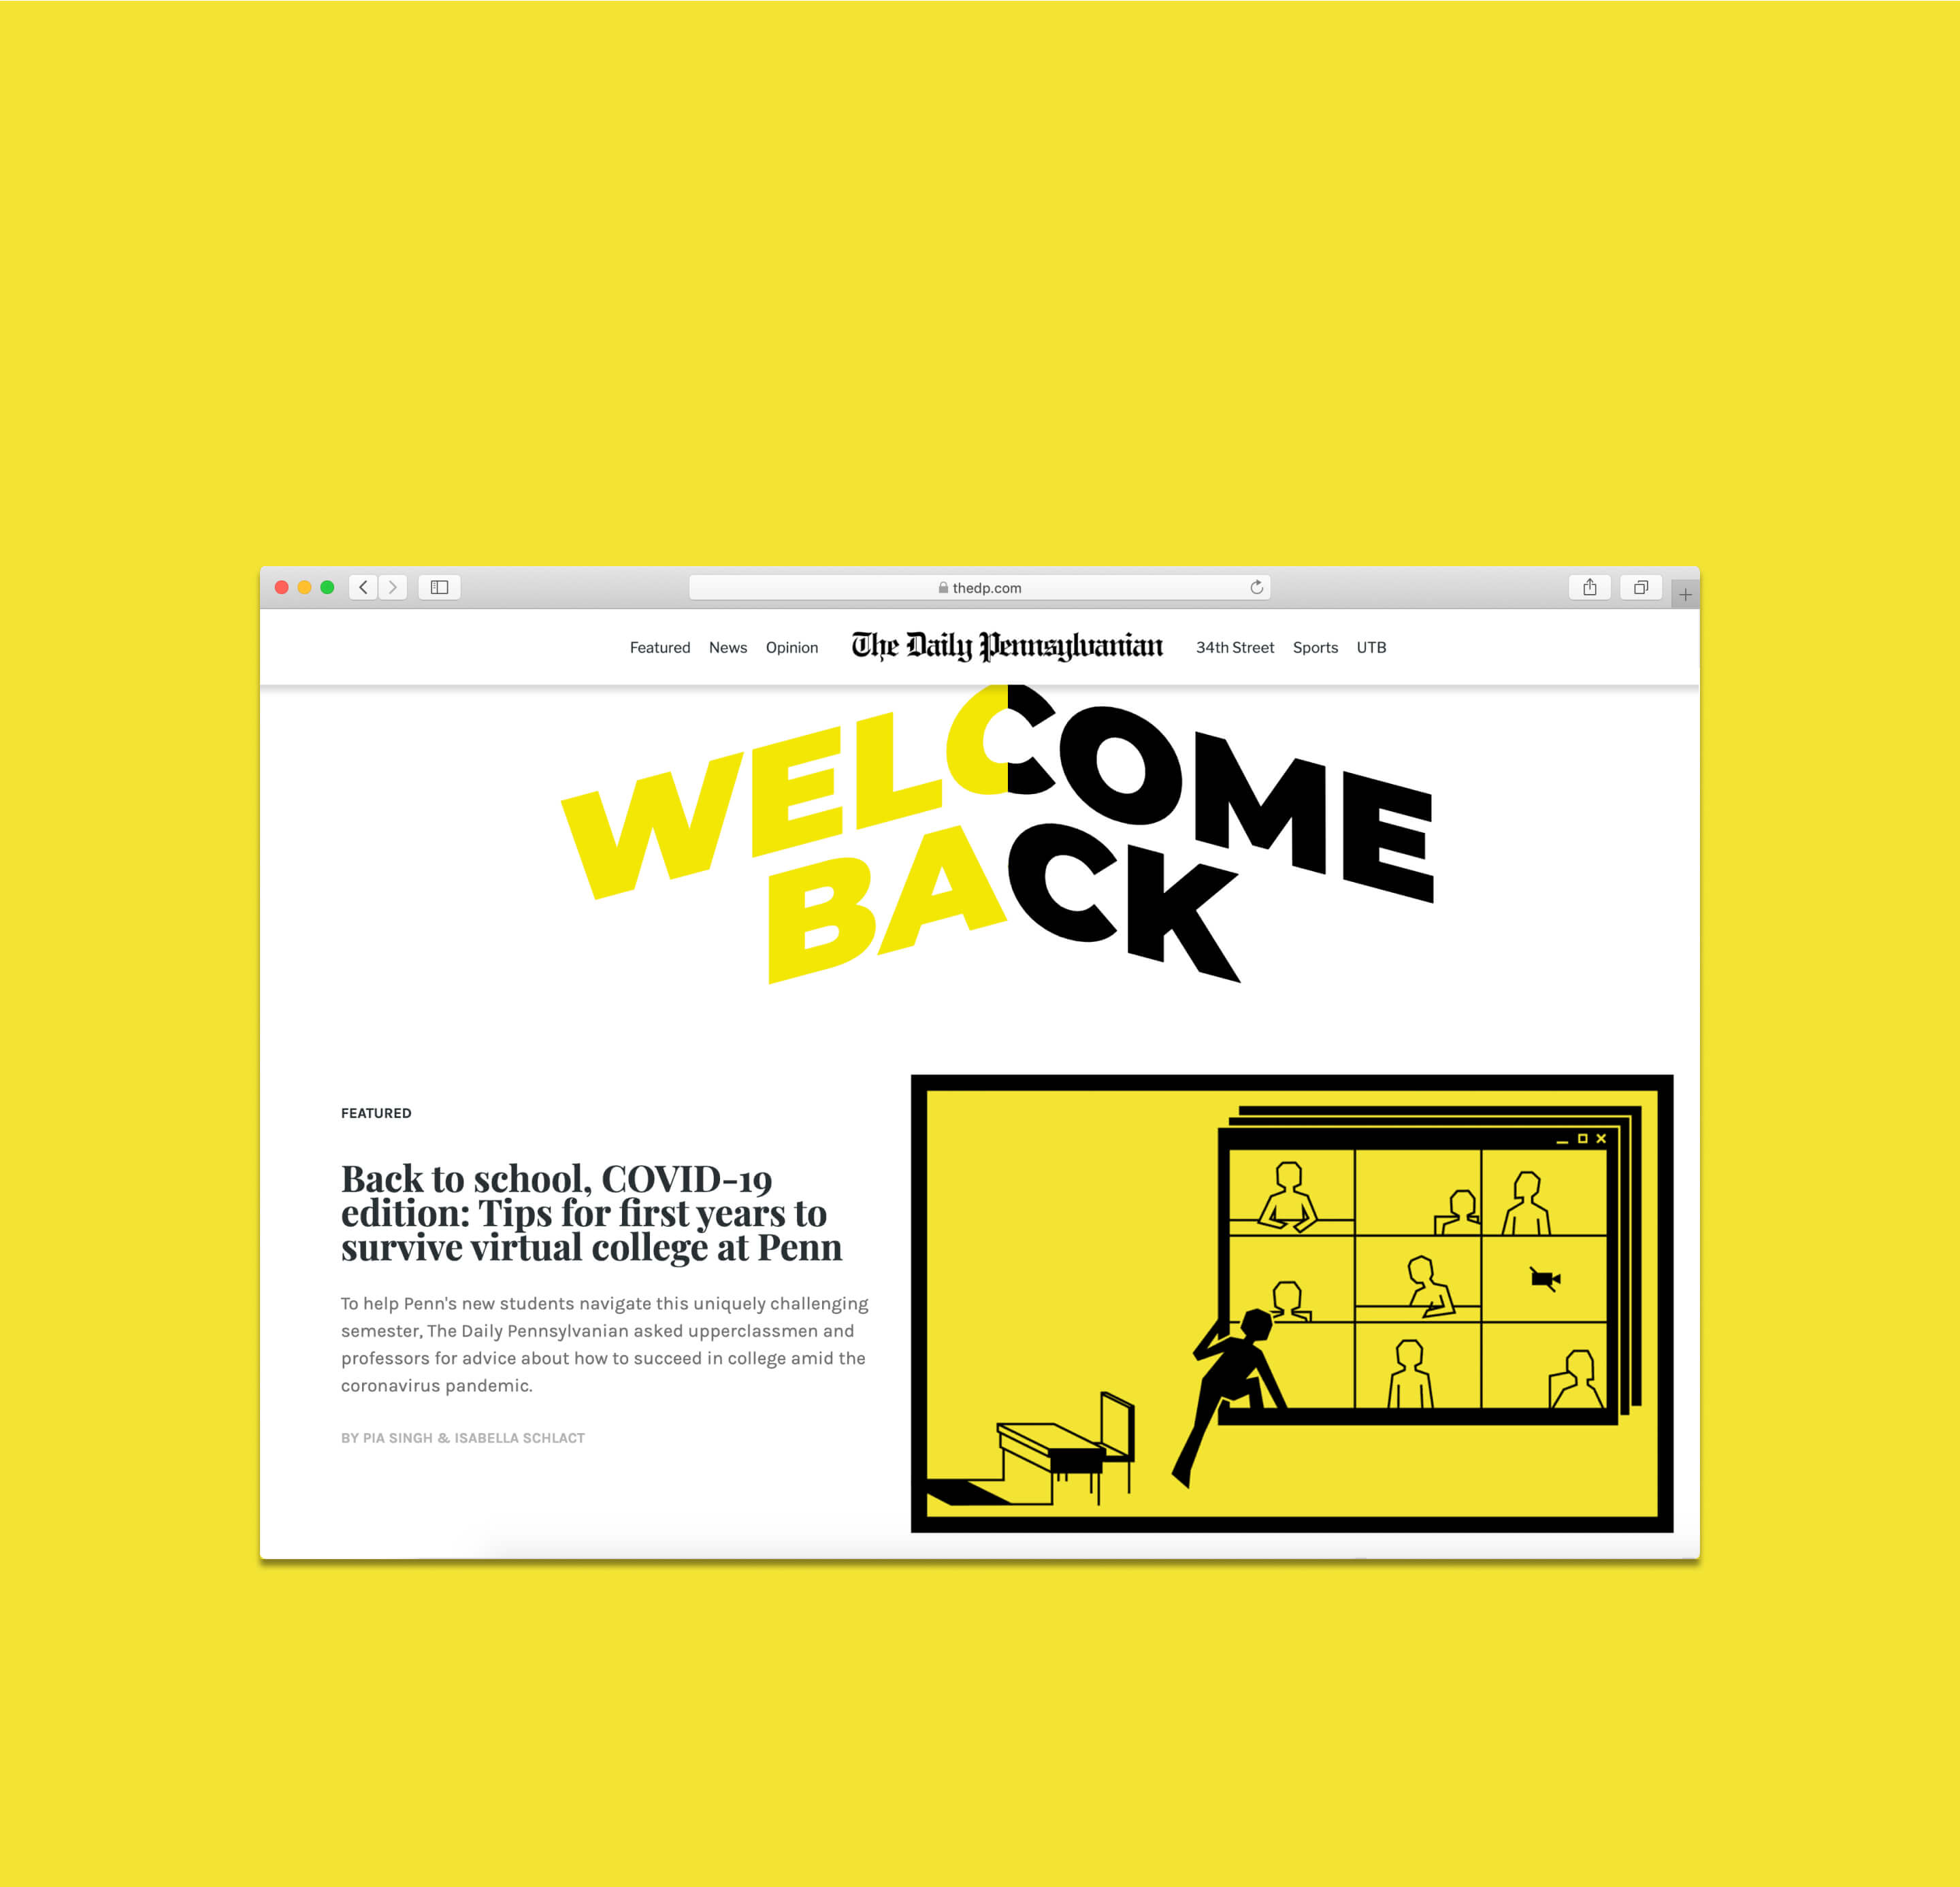 thedp.com
Featured News Opinion The Daily Pennsylvanian 34th Street Sports UTB
WELCOME
BACK
FEATURED
Back to school, COVID-19
edition: Tips for first years to
survive virtual college at Penn
To help Penn's new students navigate this uniquely challenging
semester, The Daily Pennsylvanian asked upperclassmen and
professors for advice about how to succeed in college amid the
coronavirus pandemic.
BY PIA SINGH & ISABELLA SCHLACT